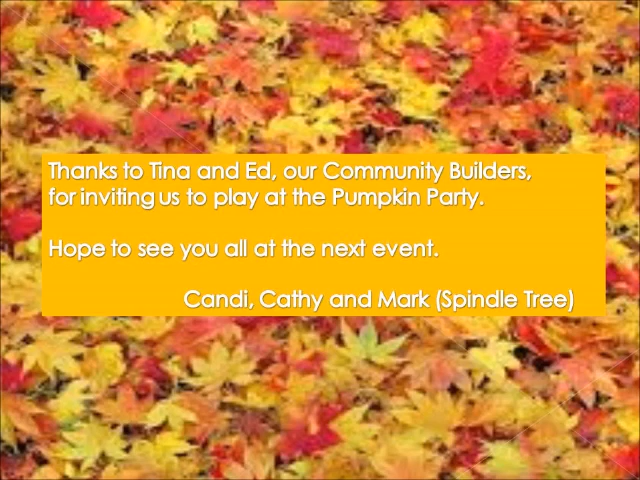 Thanks to Tina and Ed, our Community Builders,
for inviting us to play at the Pumpkin Party.
Hope to see you all at the next event.
Candi, Cathy and Mark (Spindle Tree)